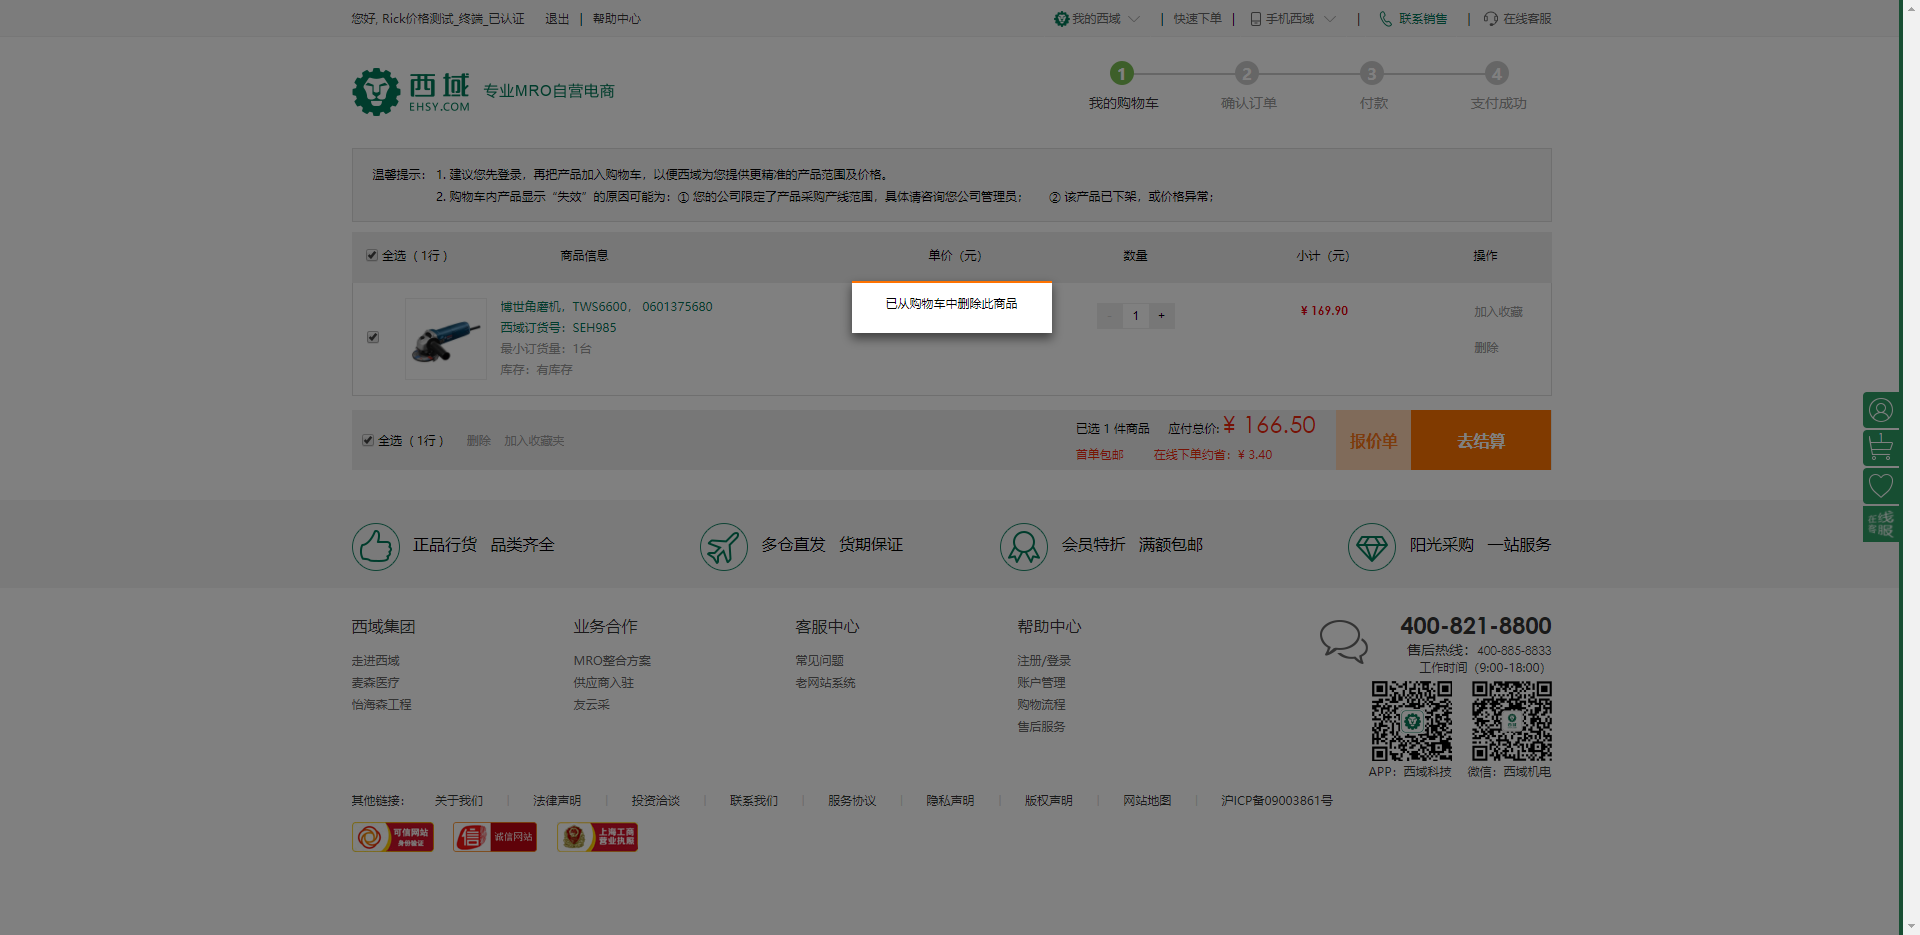 您好, Rick价格测试_终端_已认证 退出 | 帮助中心
我的西域 | 快速下单 | 手机西域 | 联系销售 | 在线客服
西域 EHSY.COM 专业MRO自营电商
1 2 3 4
我的购物车 确认订单 付款 支付成功
温馨提示： 1. 建议您先登录，再把产品加入购物车，以便西域为您提供更精准的产品范围及价格。
2. 购物车内产品显示“失效”的原因可能为：① 您的公司限定了产品采购产线范围，具体请咨询您公司管理员； ② 该产品已下架，或价格异常；
全选（1行） 商品信息 单价（元） 数量 小计（元） 操作
已从购物车中删除此商品
博世角磨机，TWS6600， 0601375680
西域订货号：SEH985
最小订货量：1台
库存：有库存
- 1 +
¥ 169.90
加入收藏
删除
全选（1行） 删除 加入收藏夹
已选 1 件商品 应付总价:¥ 166.50
首单包邮 在线下单约省：¥ 3.40
报价单 去结算
在线客服
正品行货 品类齐全 多仓直发 货期保证 会员特折 满额包邮 阳光采购 一站服务
西域集团
走进西域
麦森医疗
怡海森工程
业务合作
MRO整合方案
供应商入驻
友云采
客服中心
常见问题
老网站系统
帮助中心
注册/登录
账户管理
购物流程
售后服务
400-821-8800
售后热线：400-885-8833
工作时间（9:00-18:00）
APP：西域科技 微信：西域机电
其他链接： 关于我们 | 法律声明 | 投资洽谈 | 联系我们 | 服务协议 | 隐私声明 | 版权声明 | 网站地图 | 沪ICP备09003861号
可信网站 身份验证
信 诚信网站
上海工商 营业执照